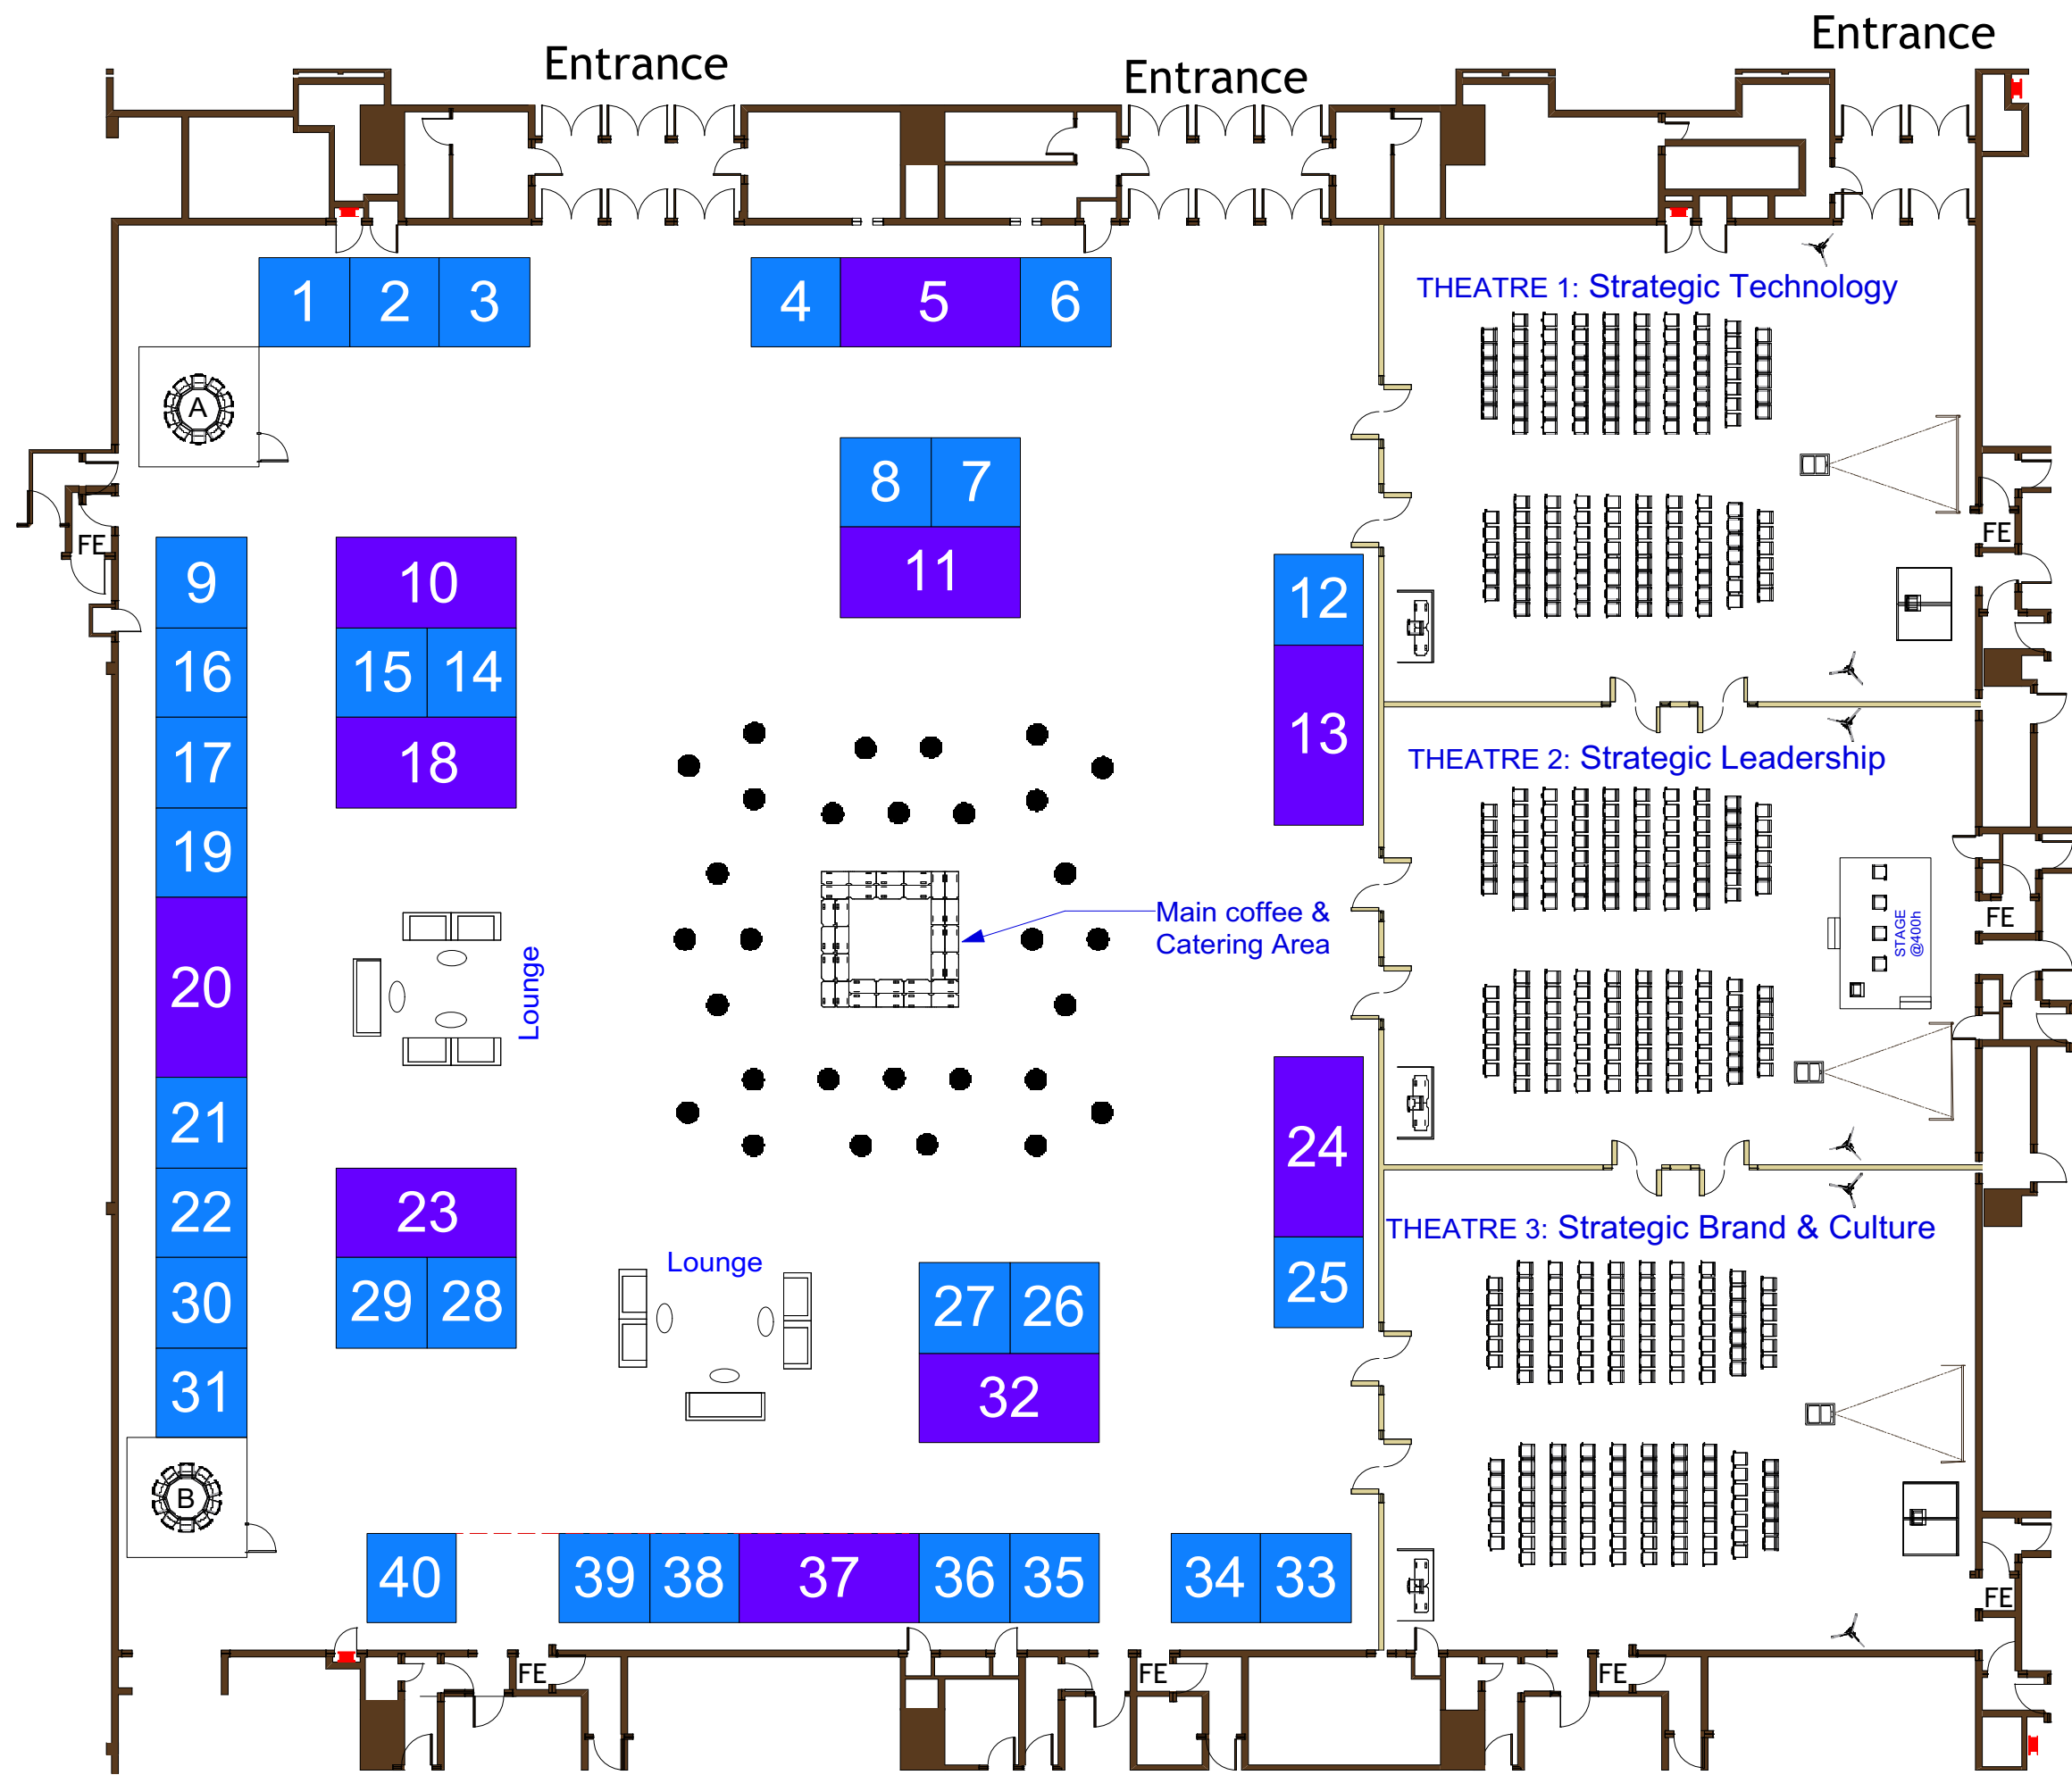 Entrance
Entrance
Entrance
1 2 3
4 5 6
THEATRE 1: Strategic Technology
A
8 7
11
FE
FE
9
10
12
16
15 14
13
17
18
THEATRE 2: Strategic Leadership
19
Main coffee &
Catering Area
FE
STAGE
@400h
20
Lounge
21
24
22
23
THEATRE 3: Strategic Brand & Culture
Lounge
30
29 28
27 26
25
31
32
B
40
39 38 37 36 35
34 33
FE
FE
FE
FE